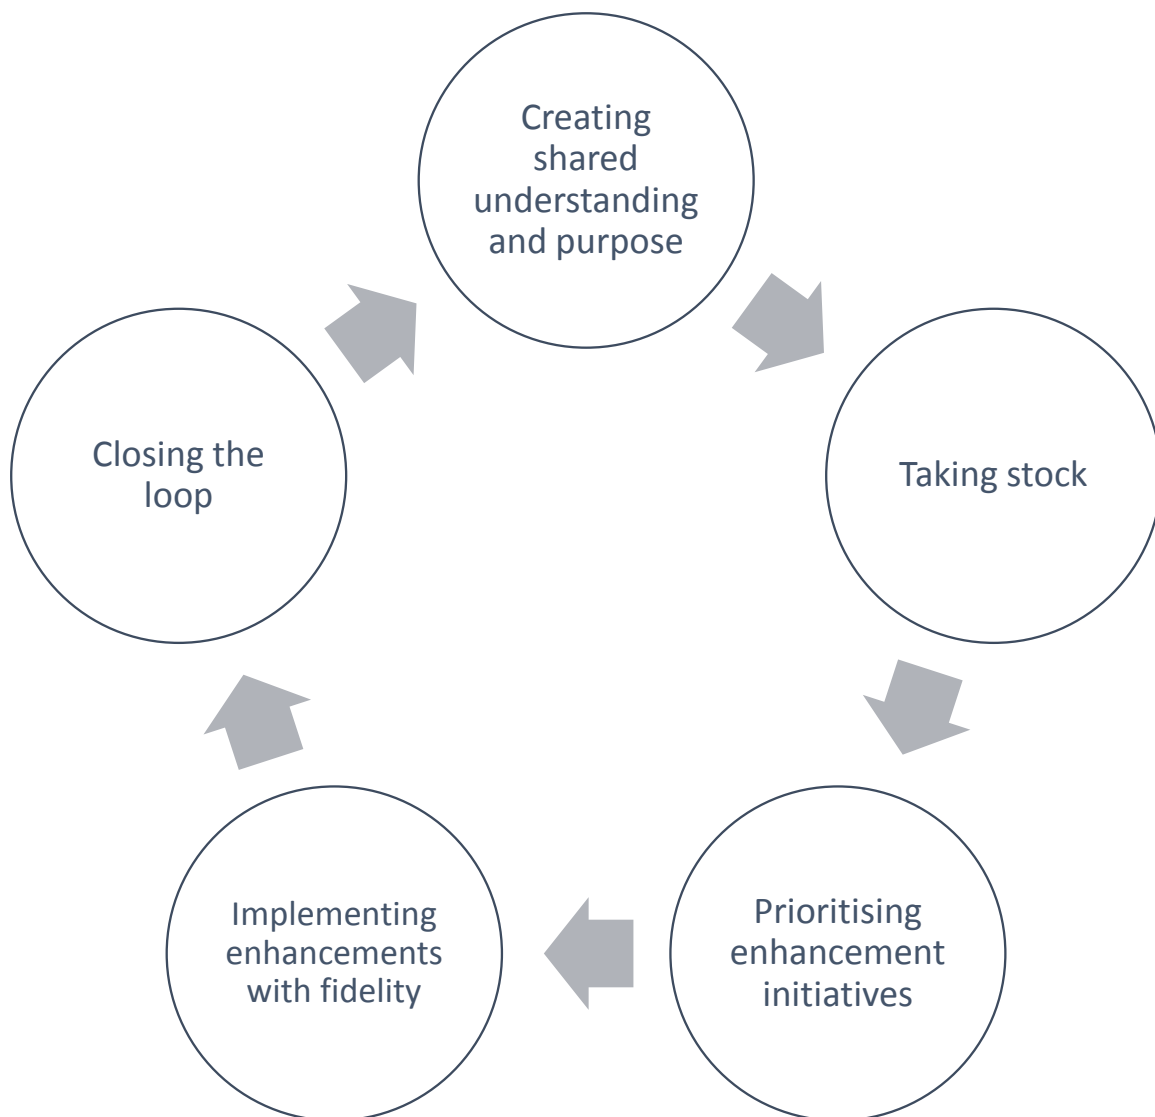 Creating
shared
understanding
and purpose
Taking stock
Prioritising
enhancement
initiatives
Implementing
enhancements
with fidelity
Closing the
loop